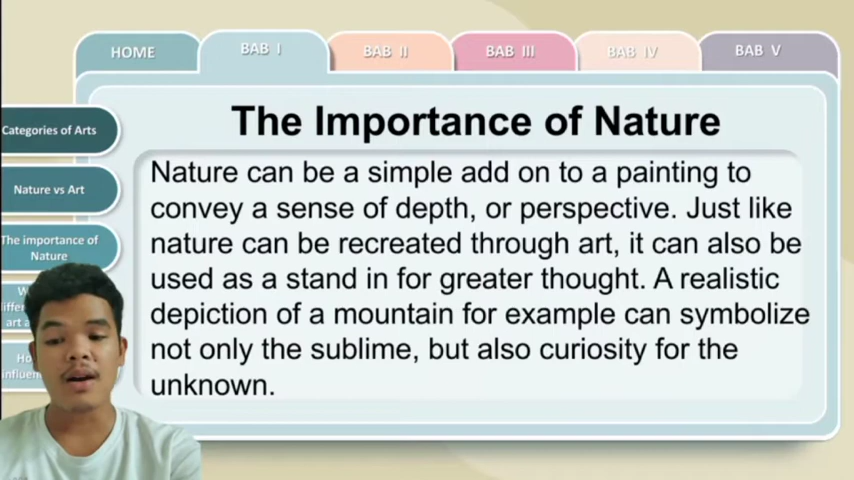 HOME
BAB I
BAB II
BAB III
BAB IV
BAB V
Categories of Arts
Nature vs Art
The importance of
Nature
The Importance of Nature
Nature can be a simple add on to a painting to
convey a sense of depth, or perspective. Just like
nature can be recreated through art, it can also be
used as a stand in for greater thought. A realistic
depiction of a mountain for example can symbolize
not only the sublime, but also curiosity for the
unknown.